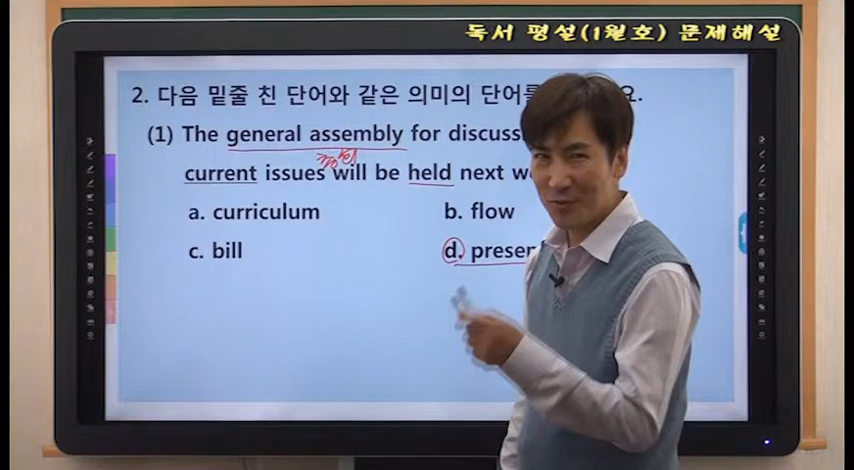 독서 평설(1월호) 문제해설
2. 다음 밑줄 친 단어와 같은 의미의 단어를
(1) The general assembly for
current issues will be held next
a. curriculum
b. flow
c. bill
d.